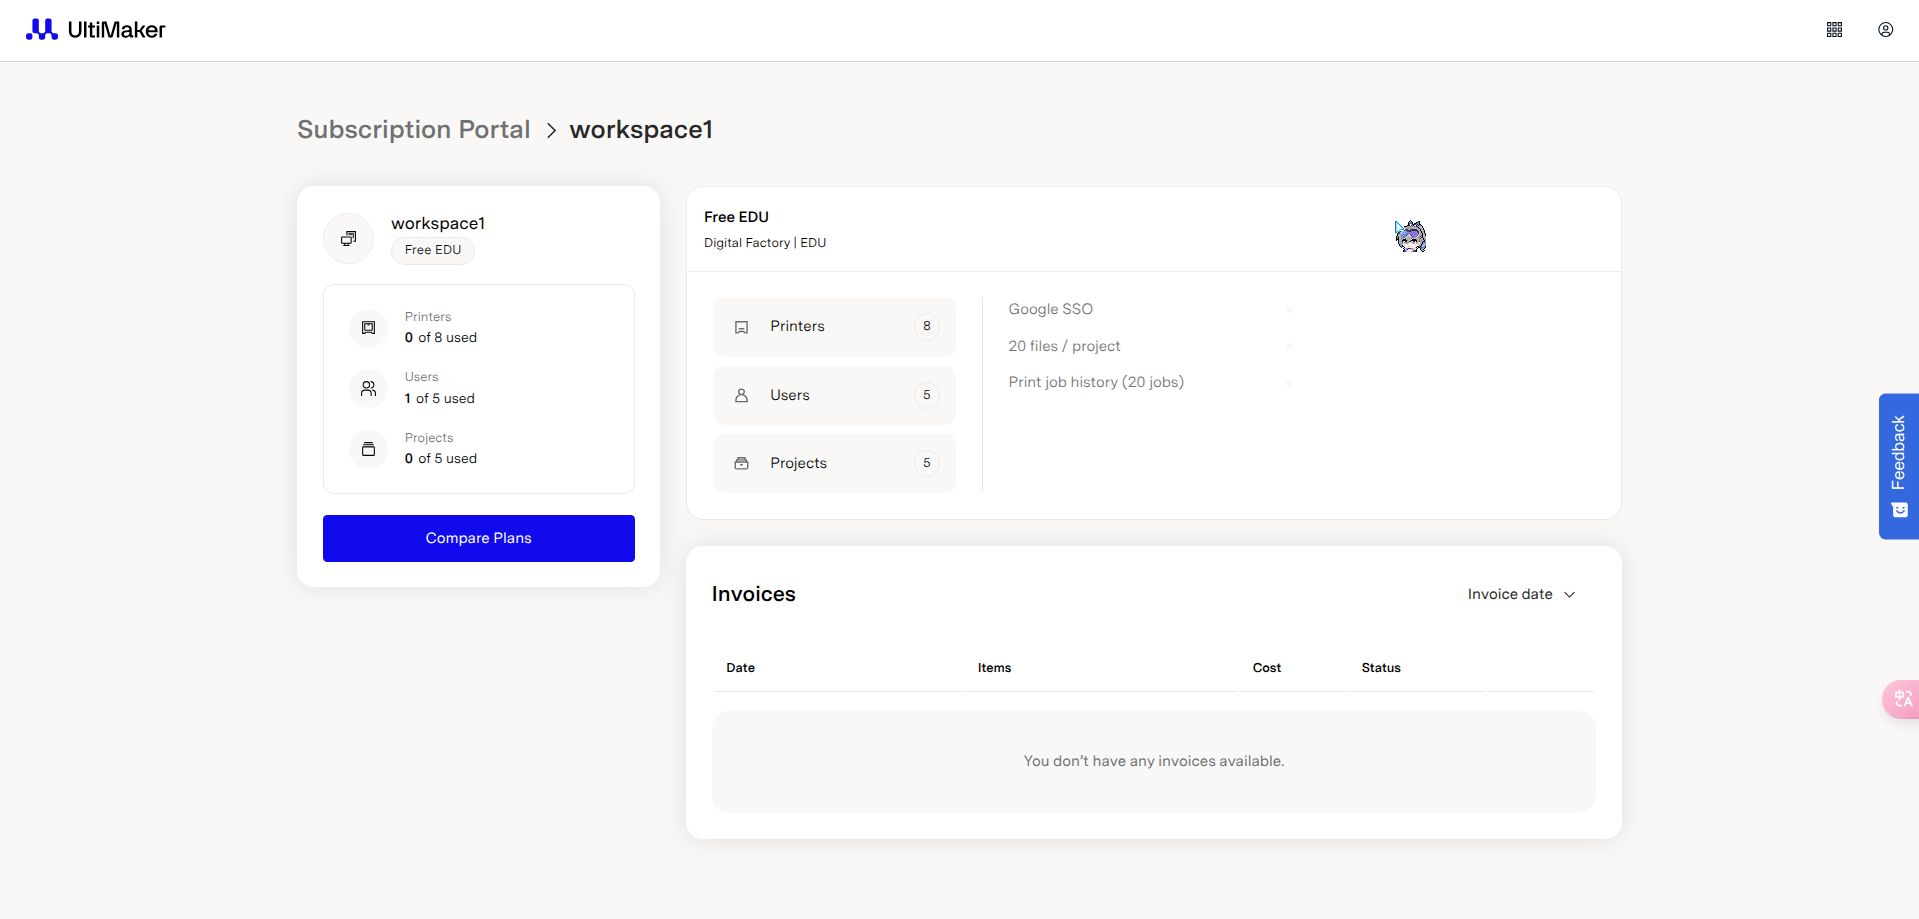 UltiMaker
Subscription Portal > workspace1
workspace1
Free EDU
Printers
0 of 8 used
Users
1 of 5 used
Projects
0 of 5 used
Compare Plans
Free EDU
Digital Factory | EDU
Printers 8
Users 5
Projects 5
Google SSO
20 files / project
Print job history (20 jobs)
Invoices
Invoice date
Date Items Cost Status
You don’t have any invoices available.
Feedback
中A